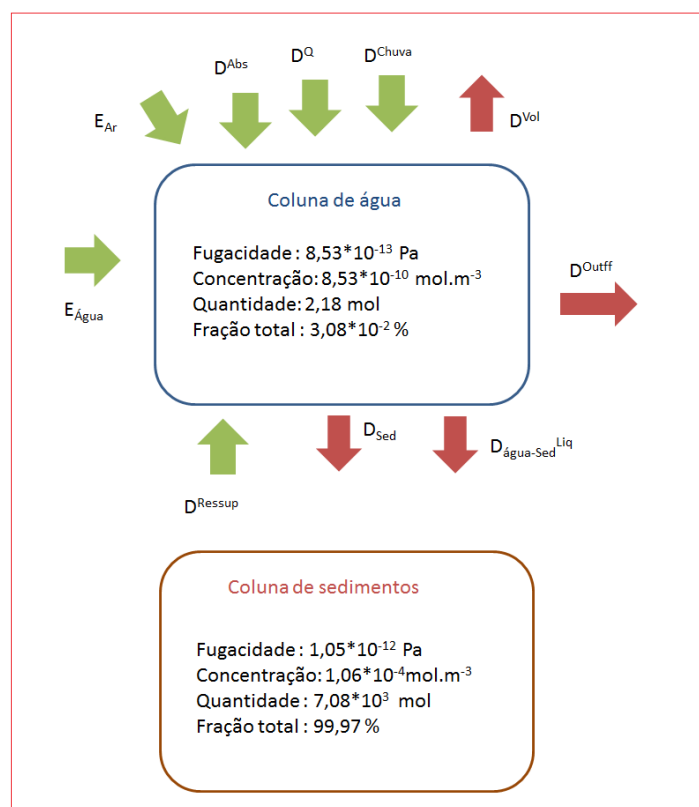 D^Abs
D^Q
D^Chuva
D^Vol
E_Ar
Coluna de água
Fugacidade : 8,53*10^-13 Pa
Concentração: 8,53*10^-10 mol.m^-3
Quantidade: 2,18 mol
Fração total : 3,08*10^-2 %
E_Água
D^Outff
D_Sed
D_água-Sed^Liq
D^Ressup
Coluna de sedimentos
Fugacidade : 1,05*10^-12 Pa
Concentração: 1,06*10^-4 mol.m^-3
Quantidade : 7,08*10^3 mol
Fração total : 99,97 %